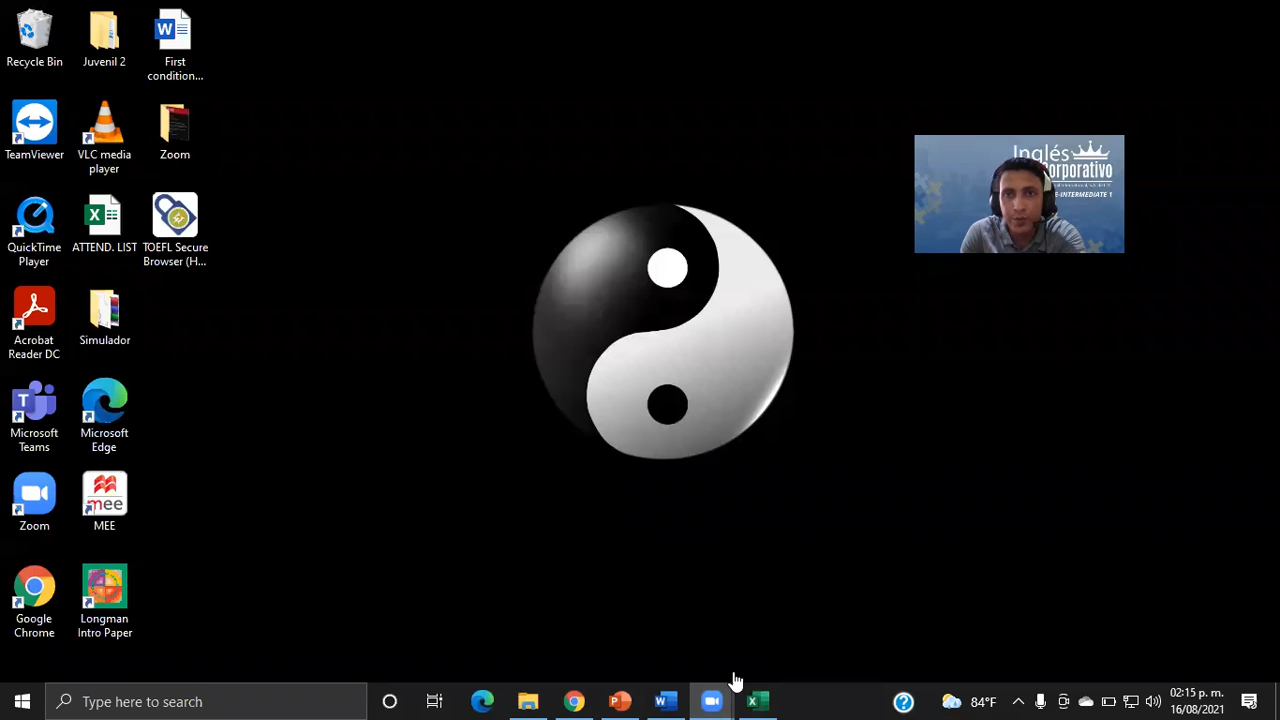 Recycle Bin
Juvenil 2
First
condition...
TeamViewer
VLC media
player
Zoom
QuickTime
Player
ATTEND. LIST
TOEFL Secure
Browser (H...
Acrobat
Reader DC
Simulador
Microsoft
Teams
Microsoft
Edge
Zoom
mee
MEE
Google
Chrome
Longman
Intro Paper
Inglés
orporativo
E-INTERMEDIATE 1
Type here to search
84°F
02:15 p. m.
16/08/2021